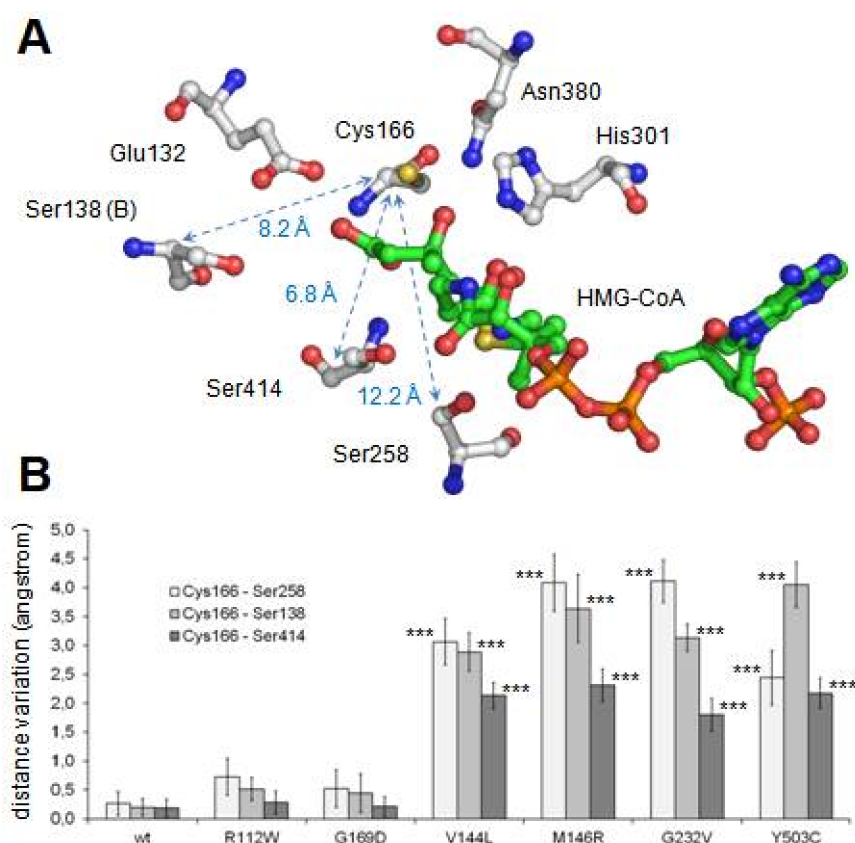 A
Asn380
Cys166
Glu132
His301
Ser138 (B)
8.2 Å
6.8 Å
HMG-CoA
Ser414
12.2 Å
Ser258
B
distance variation (angstrom)
5,0
4,5
4,0
3,5
3,0
2,5
2,0
1,5
1,0
0,5
0,0
Cys166 - Ser258
Cys166 - Ser138
Cys166 - Ser414
*** *** ***
*** *** ***
*** *** ***
*** ***
wt R112W G169D V144L M146R G232V Y503C